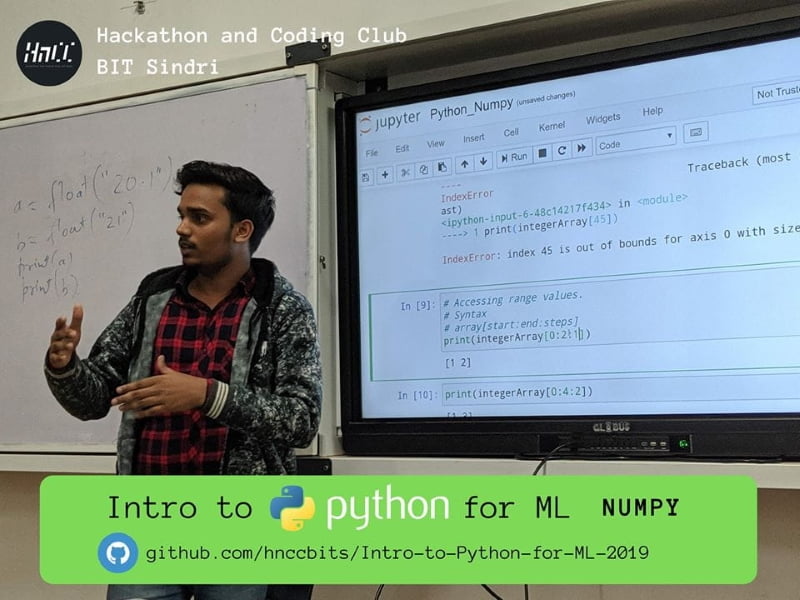 HnCC
Hackathon and Coding Club
BIT Sindri
a = float("20.1")
b = float("21")
print(a)
print(b)
jupyter Python_Numpy (unsaved changes)
File Edit View Insert Cell Kernel Widgets Help
Not Truste
Run
Code
----
IndexError Traceback (most
ast)
<ipython-input-6-48c14217f434> in <module>
----> 1 print(integerArray[45])
IndexError: index 45 is out of bounds for axis 0 with size
In [9]: # Accessing range values.
# Syntax
# array[start:end:steps]
print(integerArray[0:2:1])
[1 2]
In [10]: print(integerArray[0:4:2])
[1 3]
GLOBUS
Intro to python for ML NUMPY
github.com/hnccbits/Intro-to-Python-for-ML-2019